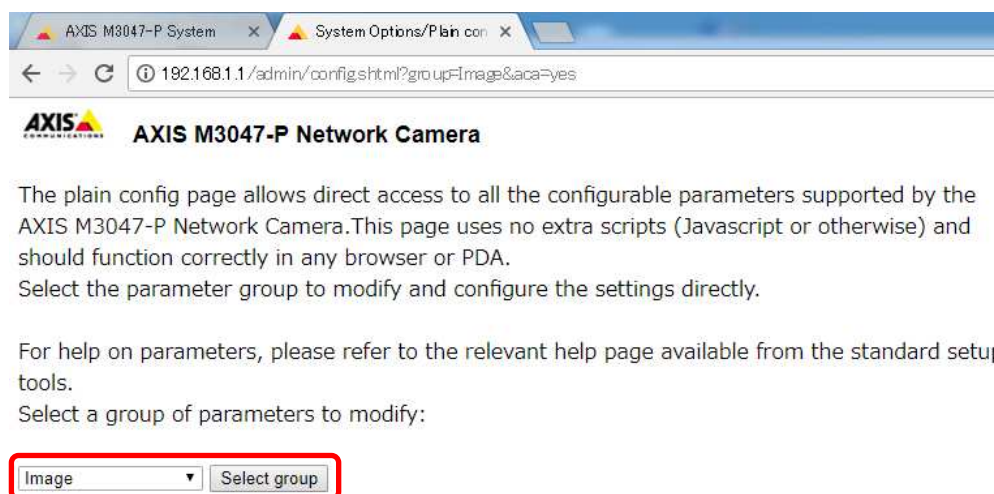 AXIS M3047-P System
System Options/Plain con
192.168.1.1/admin/config.shtml?group=Image&aca=yes
AXIS
COMMUNICATIONS
AXIS M3047-P Network Camera
The plain config page allows direct access to all the configurable parameters supported by the
AXIS M3047-P Network Camera.This page uses no extra scripts (Javascript or otherwise) and
should function correctly in any browser or PDA.
Select the parameter group to modify and configure the settings directly.
For help on parameters, please refer to the relevant help page available from the standard setup
tools.
Select a group of parameters to modify:
Image Select group